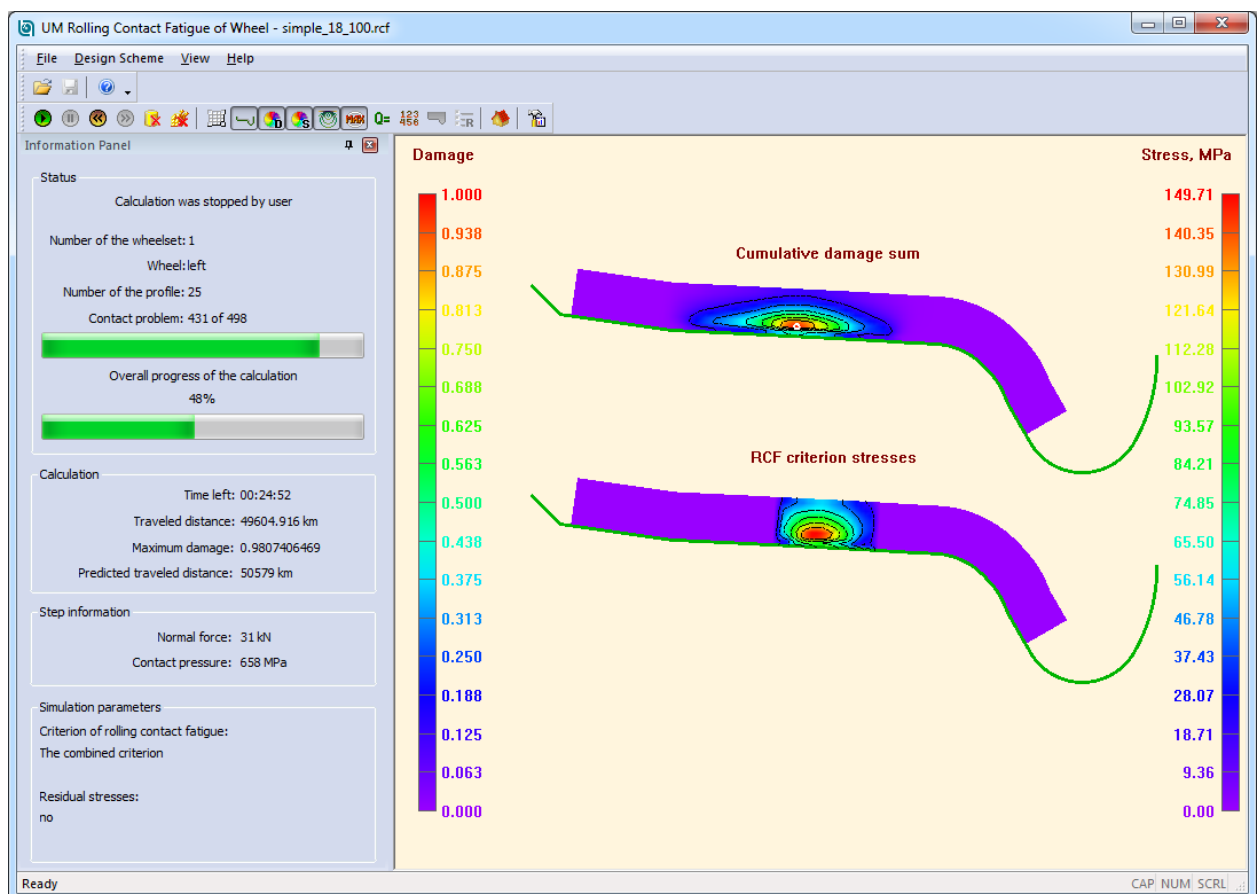 UM Rolling Contact Fatigue of Wheel - simple_18_100.rcf
File Design Scheme View Help
MAX Q= 123 456 R
Information Panel
Status
Calculation was stopped by user
Number of the wheelset: 1
Wheel: left
Number of the profile: 25
Contact problem: 431 of 498
Overall progress of the calculation
48%
Calculation
Time left: 00:24:52
Traveled distance: 49604.916 km
Maximum damage: 0.9807406469
Predicted traveled distance: 50579 km
Step information
Normal force: 31 kN
Contact pressure: 658 MPa
Simulation parameters
Criterion of rolling contact fatigue:
The combined criterion
Residual stresses:
no
Damage
1.000
0.938
0.875
0.813
0.750
0.688
0.625
0.563
0.500
0.438
0.375
0.313
0.250
0.188
0.125
0.063
0.000
Cumulative damage sum
RCF criterion stresses
Stress, MPa
149.71
140.35
130.99
121.64
112.28
102.92
93.57
84.21
74.85
65.50
56.14
46.78
37.43
28.07
18.71
9.36
0.00
Ready
CAP NUM SCRL